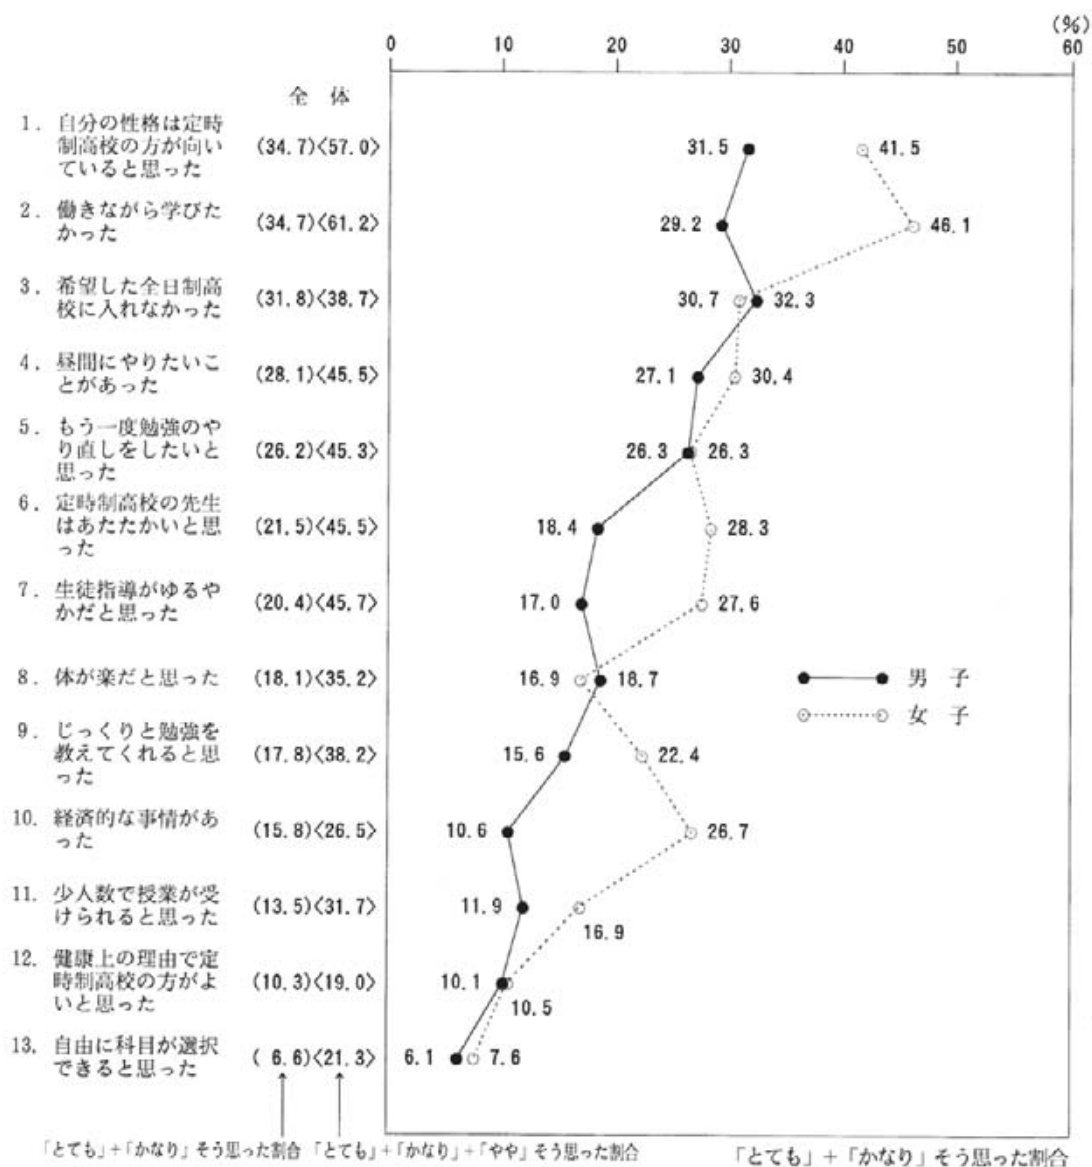 (%)
0 10 20 30 40 50 60
全 体
1. 自分の性格は定時
制高校の方が向い
ていると思った
(34.7)<57.0>
31.5
41.5
2. 働きながら学びた
かった
(34.7)<61.2>
29.2
46.1
3. 希望した全日制高
校に入れなかった
(31.8)<38.7>
30.7
32.3
4. 昼間にやりたいこ
とがあった
(28.1)<45.5>
27.1
30.4
5. もう一度勉強のや
り直しをしたいと
思った
(26.2)<45.3>
26.3
26.3
6. 定時制高校の先生
はあたたかいと思
った
(21.5)<45.5>
18.4
28.3
7. 生徒指導がゆるや
かだと思った
(20.4)<45.7>
17.0
27.6
8. 体が楽だと思った
(18.1)<35.2>
16.9
18.7
男 子
女 子
9. じっくりと勉強を
教えてくれると思
った
(17.8)<38.2>
15.6
22.4
10. 経済的な事情があ
った
(15.8)<26.5>
10.6
26.7
11. 少人数で授業が受
けられると思った
(13.5)<31.7>
11.9
16.9
12. 健康上の理由で定
時制高校の方がよ
いと思った
(10.3)<19.0>
10.1
10.5
13. 自由に科目が選択
できると思った
( 6.6)<21.3>
6.1
7.6
「とても」+「かなり」そう思った割合
「とても」+「かなり」+「やや」そう思った割合
「とても」+「かなり」そう思った割合